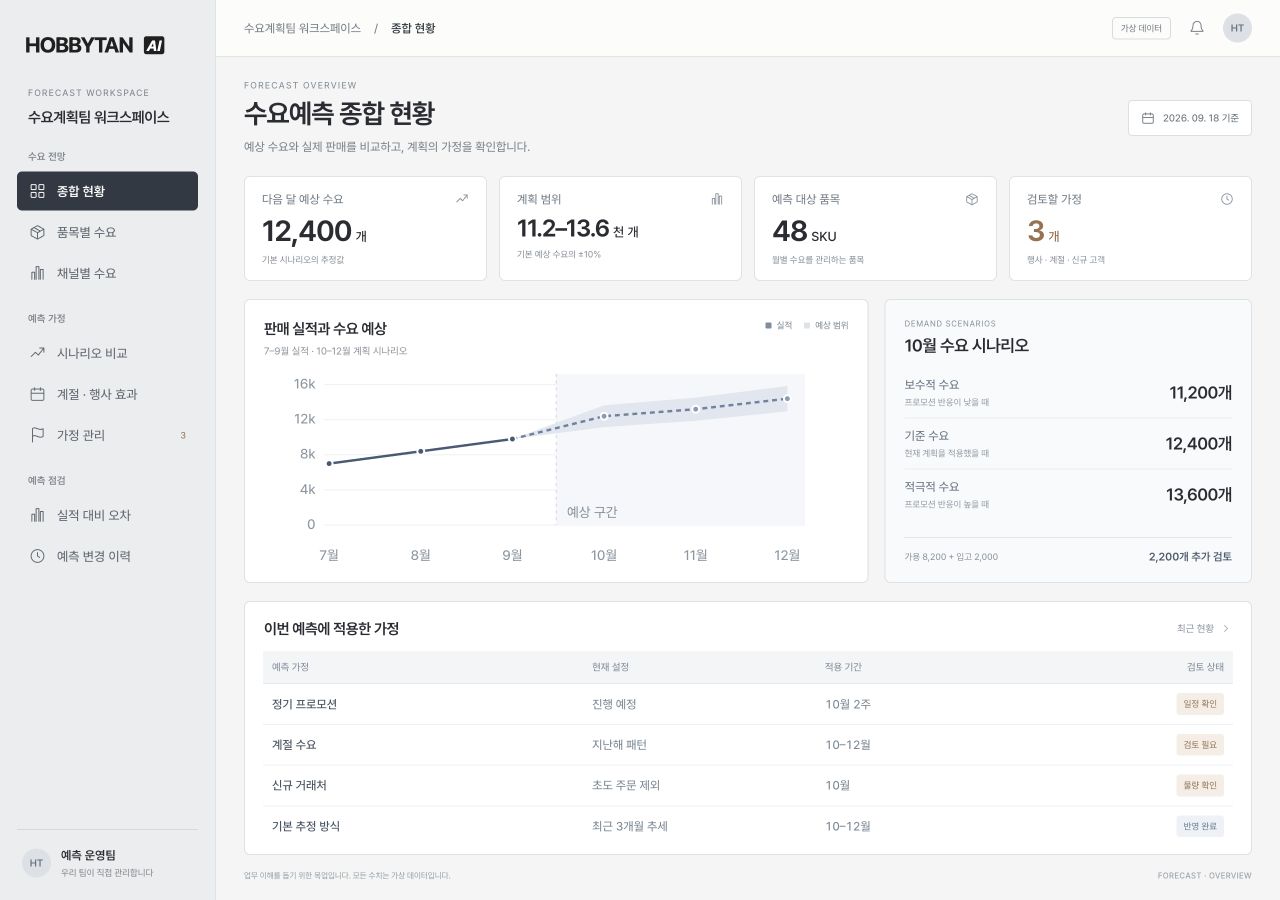 HOBBYTAN AI
FORECAST WORKSPACE
수요계획팀 워크스페이스
수요 전망
종합 현황
품목별 수요
채널별 수요
예측 가정
시나리오 비교
계절 · 행사 효과
가정 관리 3
예측 점검
실적 대비 오차
예측 변경 이력
HT
예측 운영팀
우리 팀이 직접 관리합니다
수요계획팀 워크스페이스 / 종합 현황
가상 데이터
HT
FORECAST OVERVIEW
수요예측 종합 현황
예상 수요와 실제 판매를 비교하고, 계획의 가정을 확인합니다.
2026. 09. 18 기준
다음 달 예상 수요
12,400 개
기본 시나리오의 추정값
계획 범위
11.2–13.6 천 개
기본 예상 수요의 ±10%
예측 대상 품목
48 SKU
월별 수요를 관리하는 품목
검토할 가정
3 개
행사 · 계절 · 신규 고객
판매 실적과 수요 예상
7–9월 실적 · 10–12월 계획 시나리오
실적 예상 범위
16k
12k
8k
4k
0
예상 구간
7월 8월 9월 10월 11월 12월
DEMAND SCENARIOS
10월 수요 시나리오
보수적 수요
프로모션 반응이 낮을 때
11,200개
기준 수요
현재 계획을 적용했을 때
12,400개
적극적 수요
프로모션 반응이 높을 때
13,600개
가용 8,200 + 입고 2,000
2,200개 추가 검토
이번 예측에 적용한 가정
최근 현황
예측 가정 현재 설정 적용 기간 검토 상태
정기 프로모션 진행 예정 10월 2주 일정 확인
계절 수요 지난해 패턴 10–12월 검토 필요
신규 거래처 초도 주문 제외 10월 물량 확인
기본 추정 방식 최근 3개월 추세 10–12월 반영 완료
업무 이해를 돕기 위한 목업입니다. 모든 수치는 가상 데이터입니다.
FORECAST · OVERVIEW